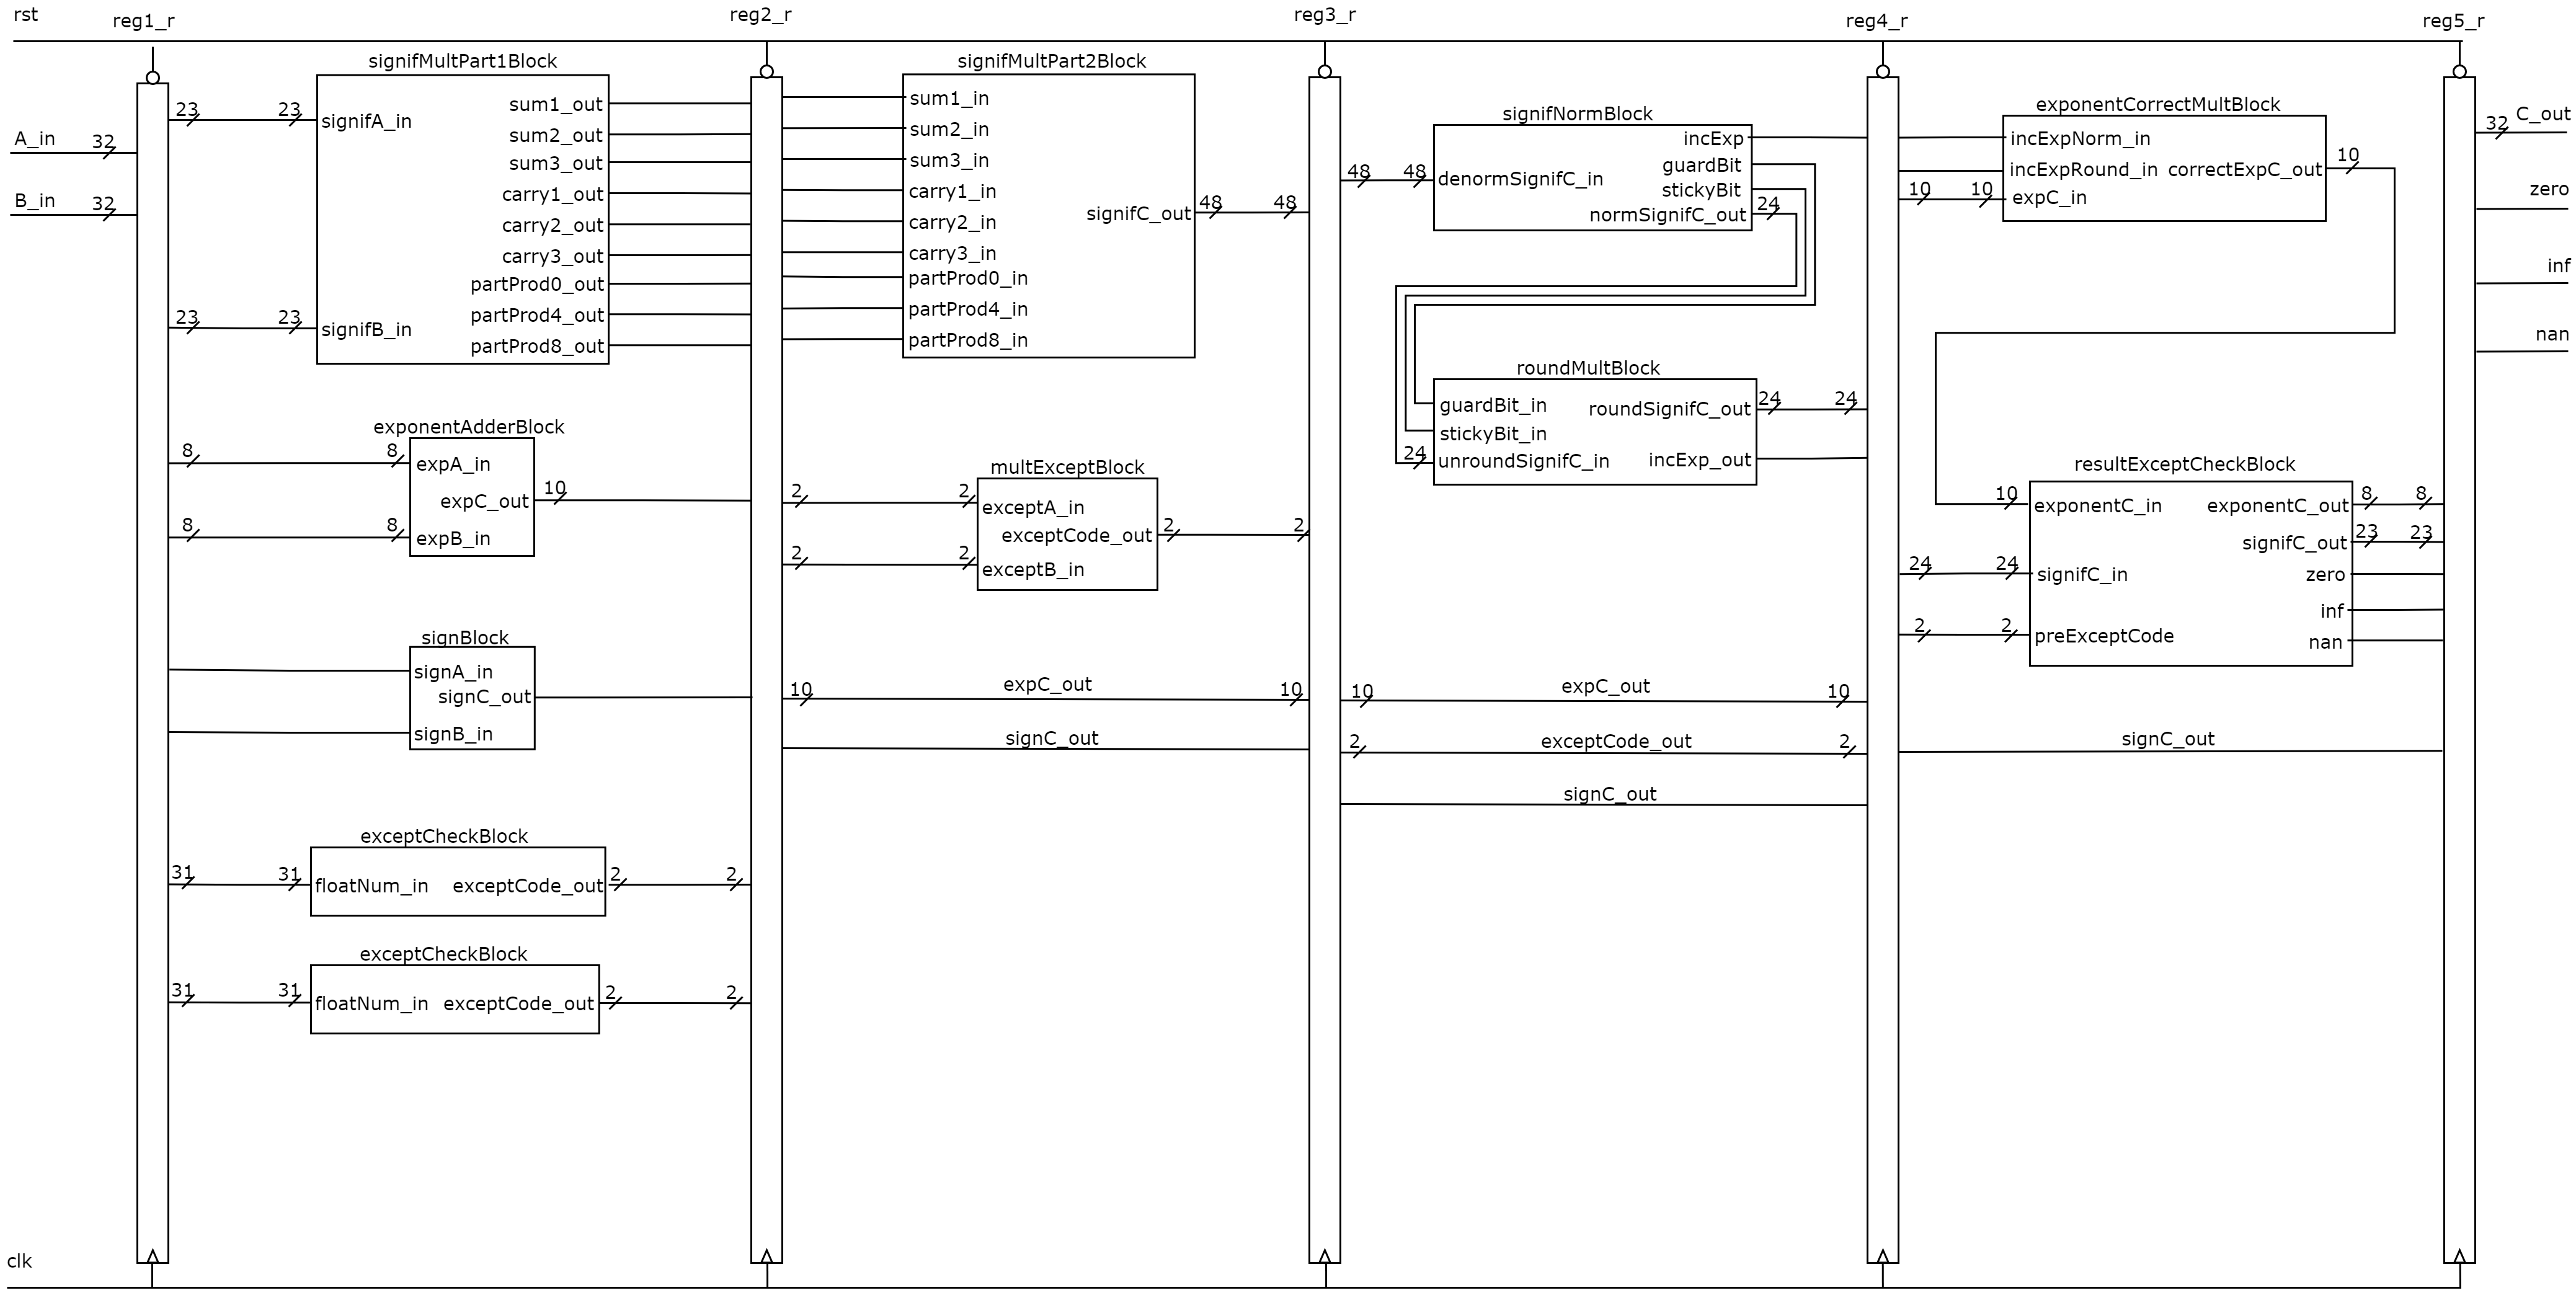 rst
reg1_r
reg2_r
reg3_r
reg4_r
reg5_r
A_in
32
B_in
32
signifMultPart1Block
23
23
signifA_in
23
23
signifB_in
sum1_out
sum2_out
sum3_out
carry1_out
carry2_out
carry3_out
partProd0_out
partProd4_out
partProd8_out
exponentAdderBlock
8
8
expA_in
expC_out
10
8
8
expB_in
signBlock
signA_in
signC_out
signB_in
exceptCheckBlock
31
31
floatNum_in
exceptCode_out
2
2
exceptCheckBlock
31
31
floatNum_in
exceptCode_out
2
2
signifMultPart2Block
sum1_in
sum2_in
sum3_in
carry1_in
carry2_in
carry3_in
partProd0_in
partProd4_in
partProd8_in
signifC_out
48
48
multExceptBlock
2
2
exceptA_in
exceptCode_out
2
2
2
2
exceptB_in
10
expC_out
10
signC_out
signifNormBlock
48
48
denormSignifC_in
incExp
guardBit
stickyBit
normSignifC_out
24
roundMultBlock
guardBit_in
stickyBit_in
24
unroundSignifC_in
roundSignifC_out
24
24
incExp_out
10
expC_out
10
2
exceptCode_out
2
signC_out
exponentCorrectMultBlock
incExpNorm_in
incExpRound_in
10
10
expC_in
correctExpC_out
10
resultExceptCheckBlock
10
exponentC_in
24
24
signifC_in
2
2
preExceptCode
exponentC_out
8
8
signifC_out
23
23
zero
inf
nan
signC_out
32
C_out
zero
inf
nan
clk